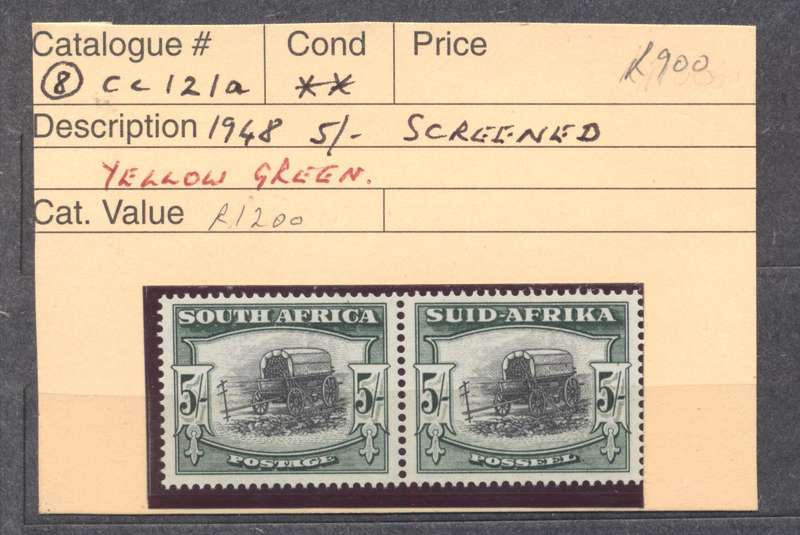 Catalogue # Cond Price
⑧ CC 121a ** R900
Description 1948 5/- SCREENED
YELLOW GREEN.
Cat. Value R1200
SOUTH AFRICA SUID-AFRIKA
5/- 5/- 5/- 5/-
POSTAGE POSSEEL